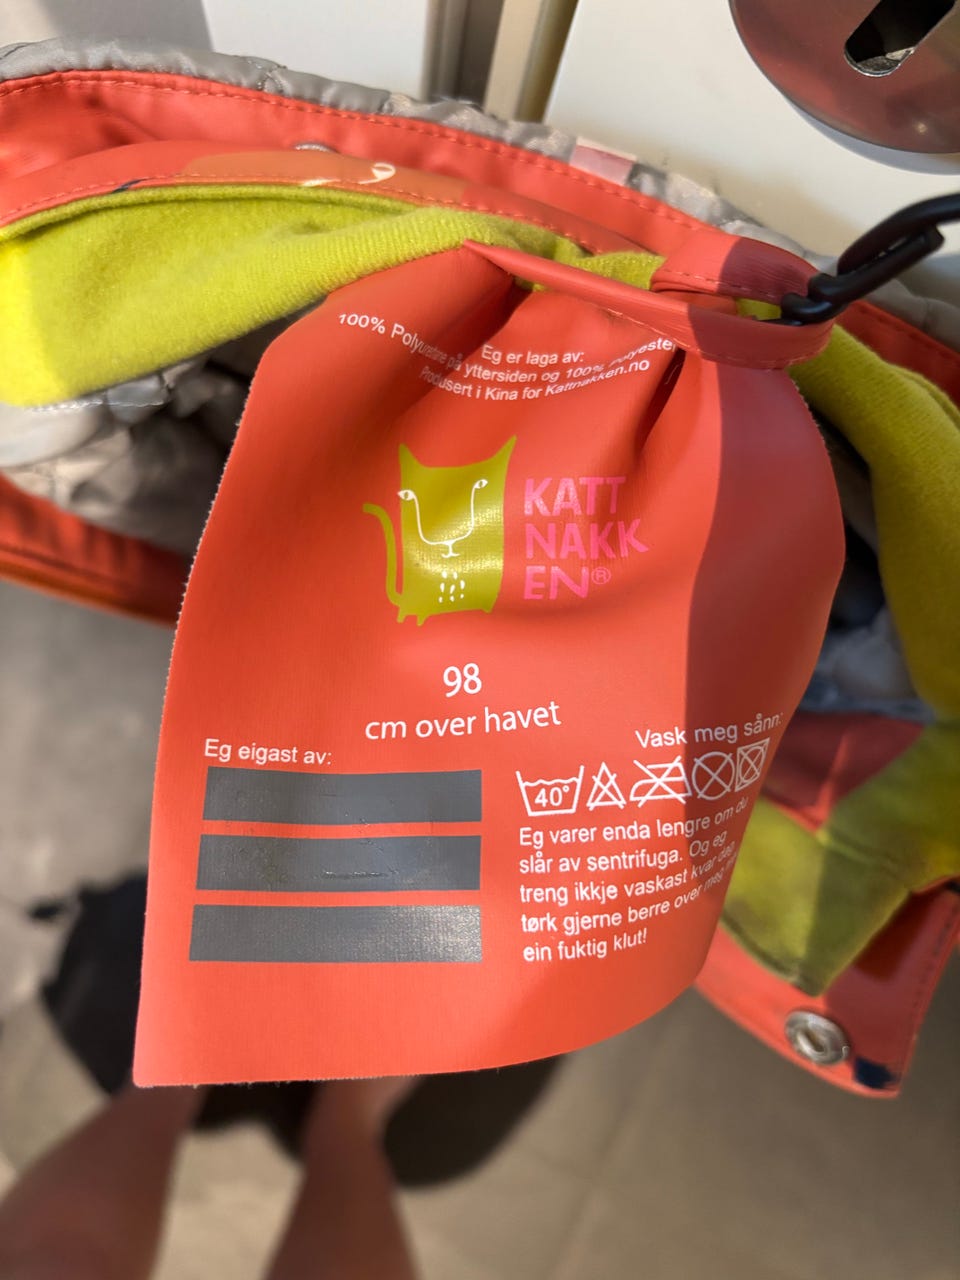 Eg er laga av:
100% Polyuretane på yttersiden og 100% Polyester
Produsert i Kina for Kattnakken.no
KATT
NAKK
EN®
98
cm over havet
Eg eigast av:
Vask meg sånn:
40°
Eg varer enda lengre om du
slår av sentrifuga. Og eg
treng ikkje vaskast kvar dag
tørk gjerne berre over meg
ein fuktig klut!